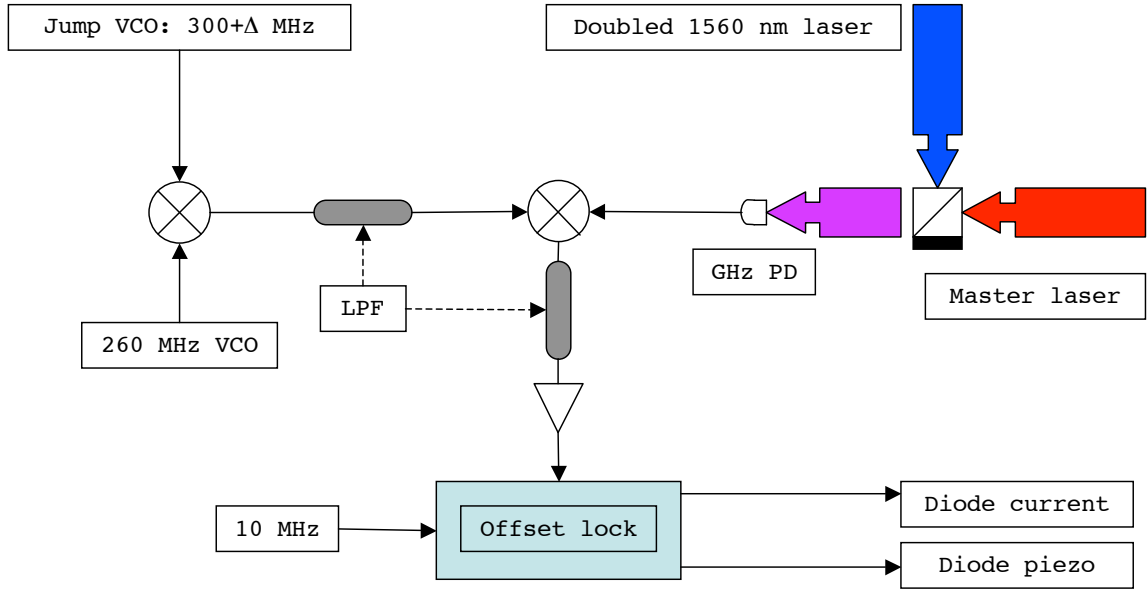 Jump VCO: 300+Δ MHz
Doubled 1560 nm laser
GHz PD
Master laser
LPF
260 MHz VCO
10 MHz
Offset lock
Diode current
Diode piezo